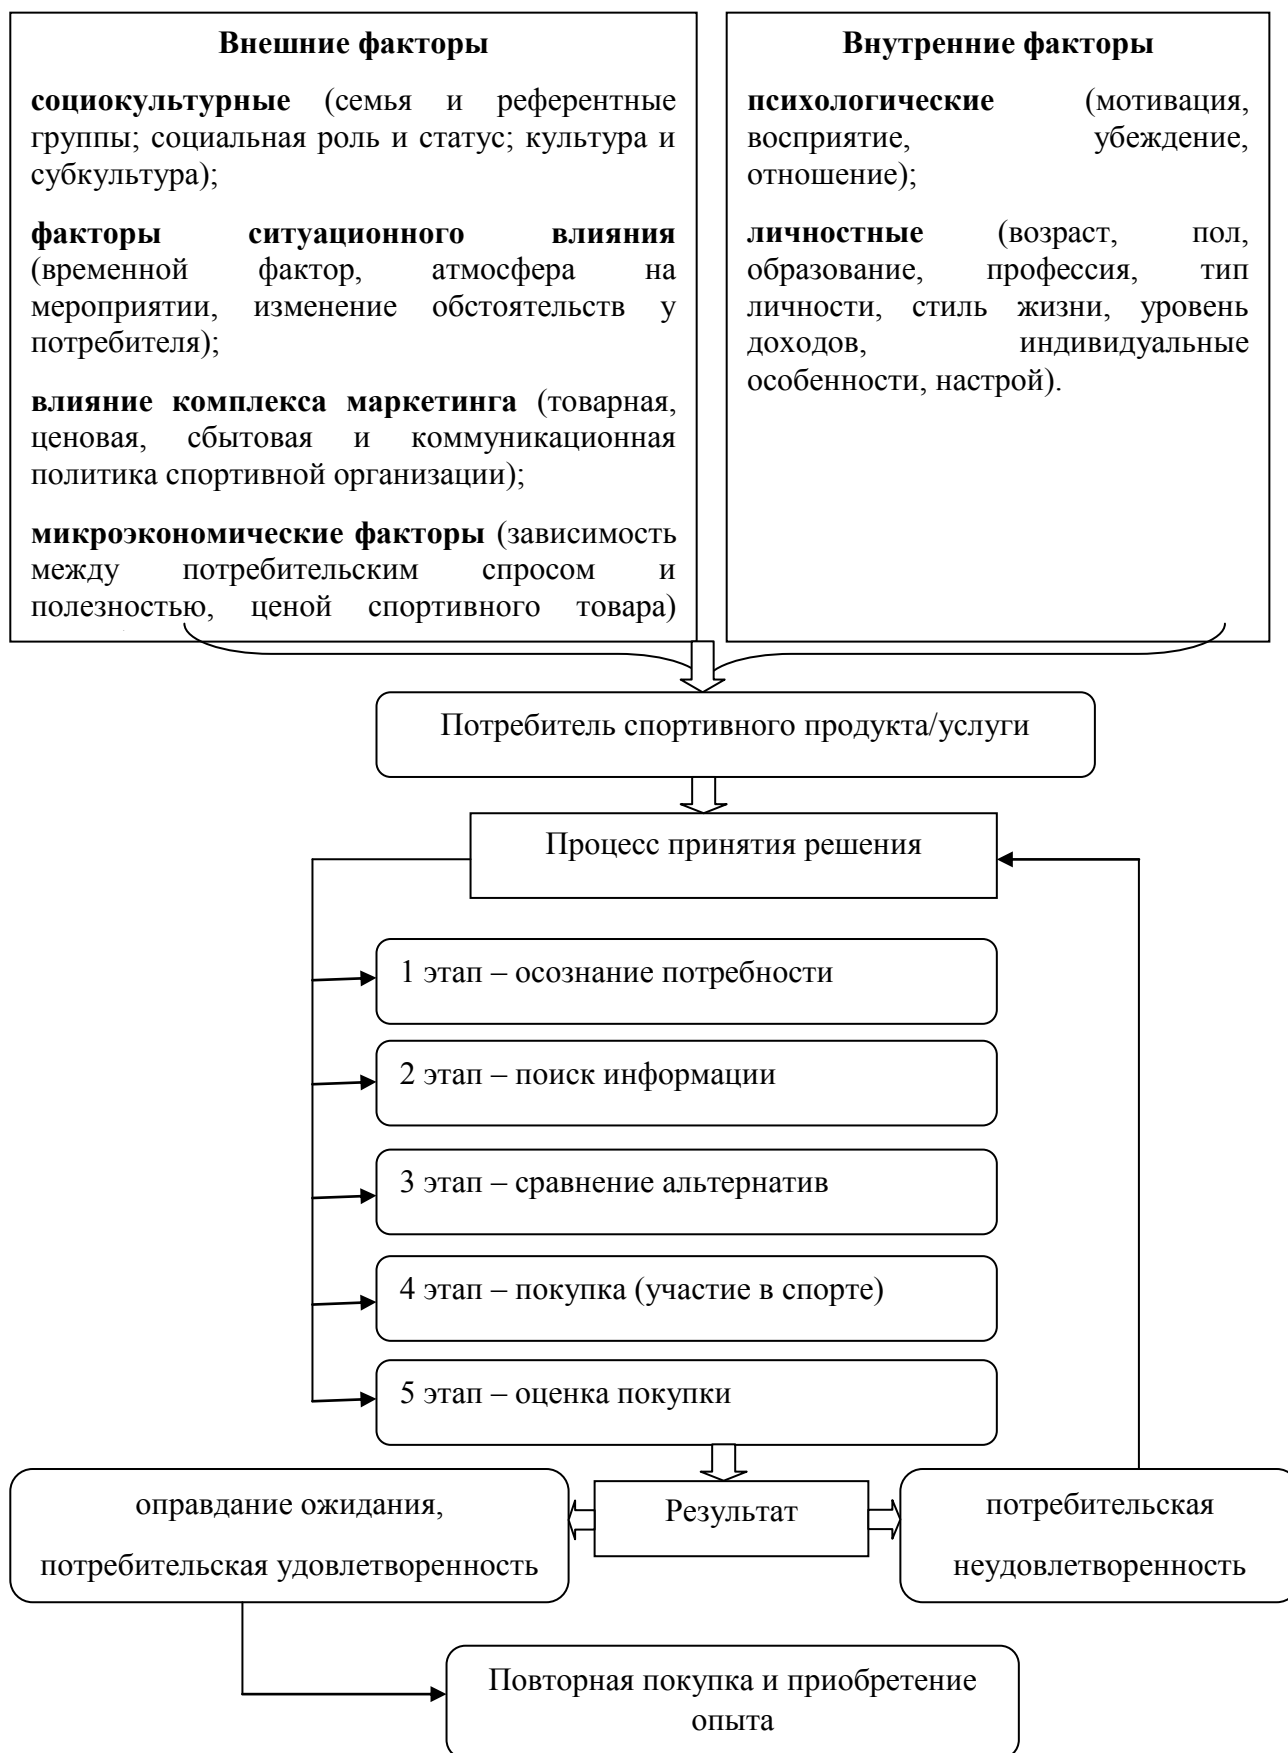 Внешние факторы
социокультурные (семья и референтные
группы; социальная роль и статус; культура и
субкультура);
факторы ситуационного влияния
(временной фактор, атмосфера на
мероприятии, изменение обстоятельств у
потребителя);
влияние комплекса маркетинга (товарная,
ценовая, сбытовая и коммуникационная
политика спортивной организации);
микроэкономические факторы (зависимость
между потребительским спросом и
полезностью, ценой спортивного товара)
Внутренние факторы
психологические (мотивация,
восприятие, убеждение,
отношение);
личностные (возраст, пол,
образование, профессия, тип
личности, стиль жизни, уровень
доходов, индивидуальные
особенности, настрой).
Потребитель спортивного продукта/услуги
Процесс принятия решения
1 этап – осознание потребности
2 этап – поиск информации
3 этап – сравнение альтернатив
4 этап – покупка (участие в спорте)
5 этап – оценка покупки
Результат
оправдание ожидания,
потребительская удовлетворенность
потребительская
неудовлетворенность
Повторная покупка и приобретение
опыта